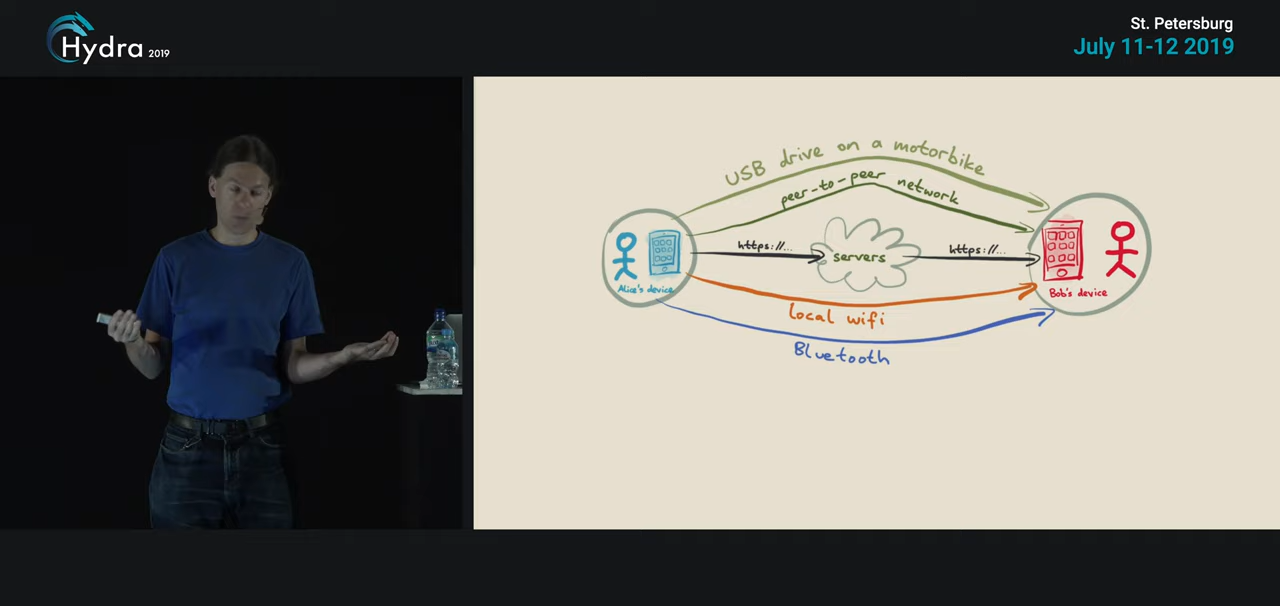 Hydra 2019
St. Petersburg
July 11-12 2019
USB drive on a motorbike
peer-to-peer network
https://...
servers
https://...
Alice's device
Bob's device
local wifi
Bluetooth